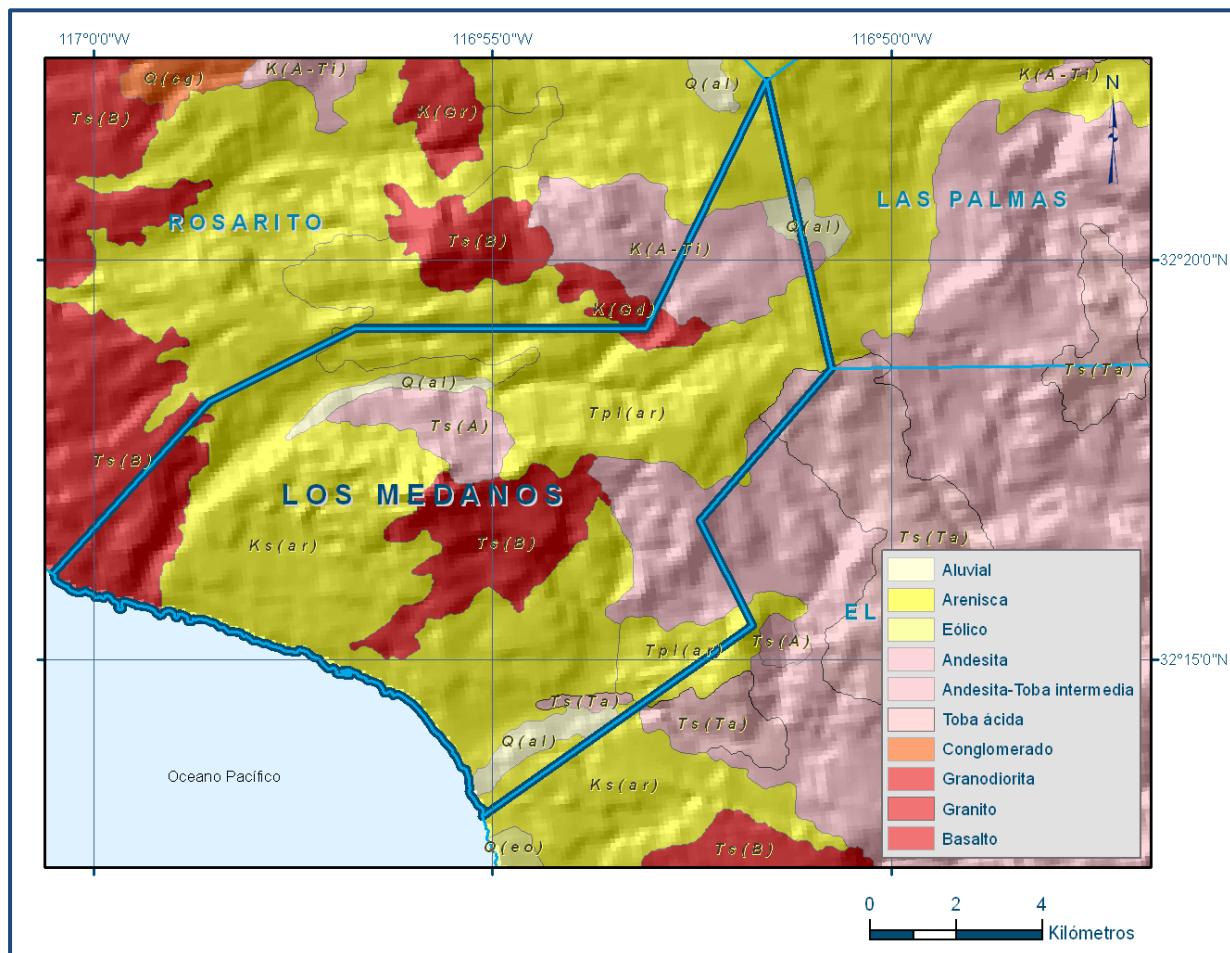 117°0'0"W
116°55'0"W
116°50'0"W
Q(cg)
K(A-Ti)
Q(al)
K(A-Ti)
N
Ts(B)
K(Gr)
ROSARITO
LAS PALMAS
Ts(B)
K(A-Ti)
Q(al)
32°20'0"N
K(Gd)
Q(al)
Ts(Ta)
Tpl(ar)
Ts(A)
Ts(B)
LOS MEDANOS
Ks(ar)
Ts(B)
Ts(Ta)
EL
Tpl(ar)
Ts(A)
32°15'0"N
Ts(Ta)
Ts(Ta)
Q(al)
Oceano Pacífico
Ks(ar)
Q(eo)
Ts(B)
Aluvial
Arenisca
Eólico
Andesita
Andesita-Toba intermedia
Toba ácida
Conglomerado
Granodiorita
Granito
Basalto
0 2 4
Kilómetros